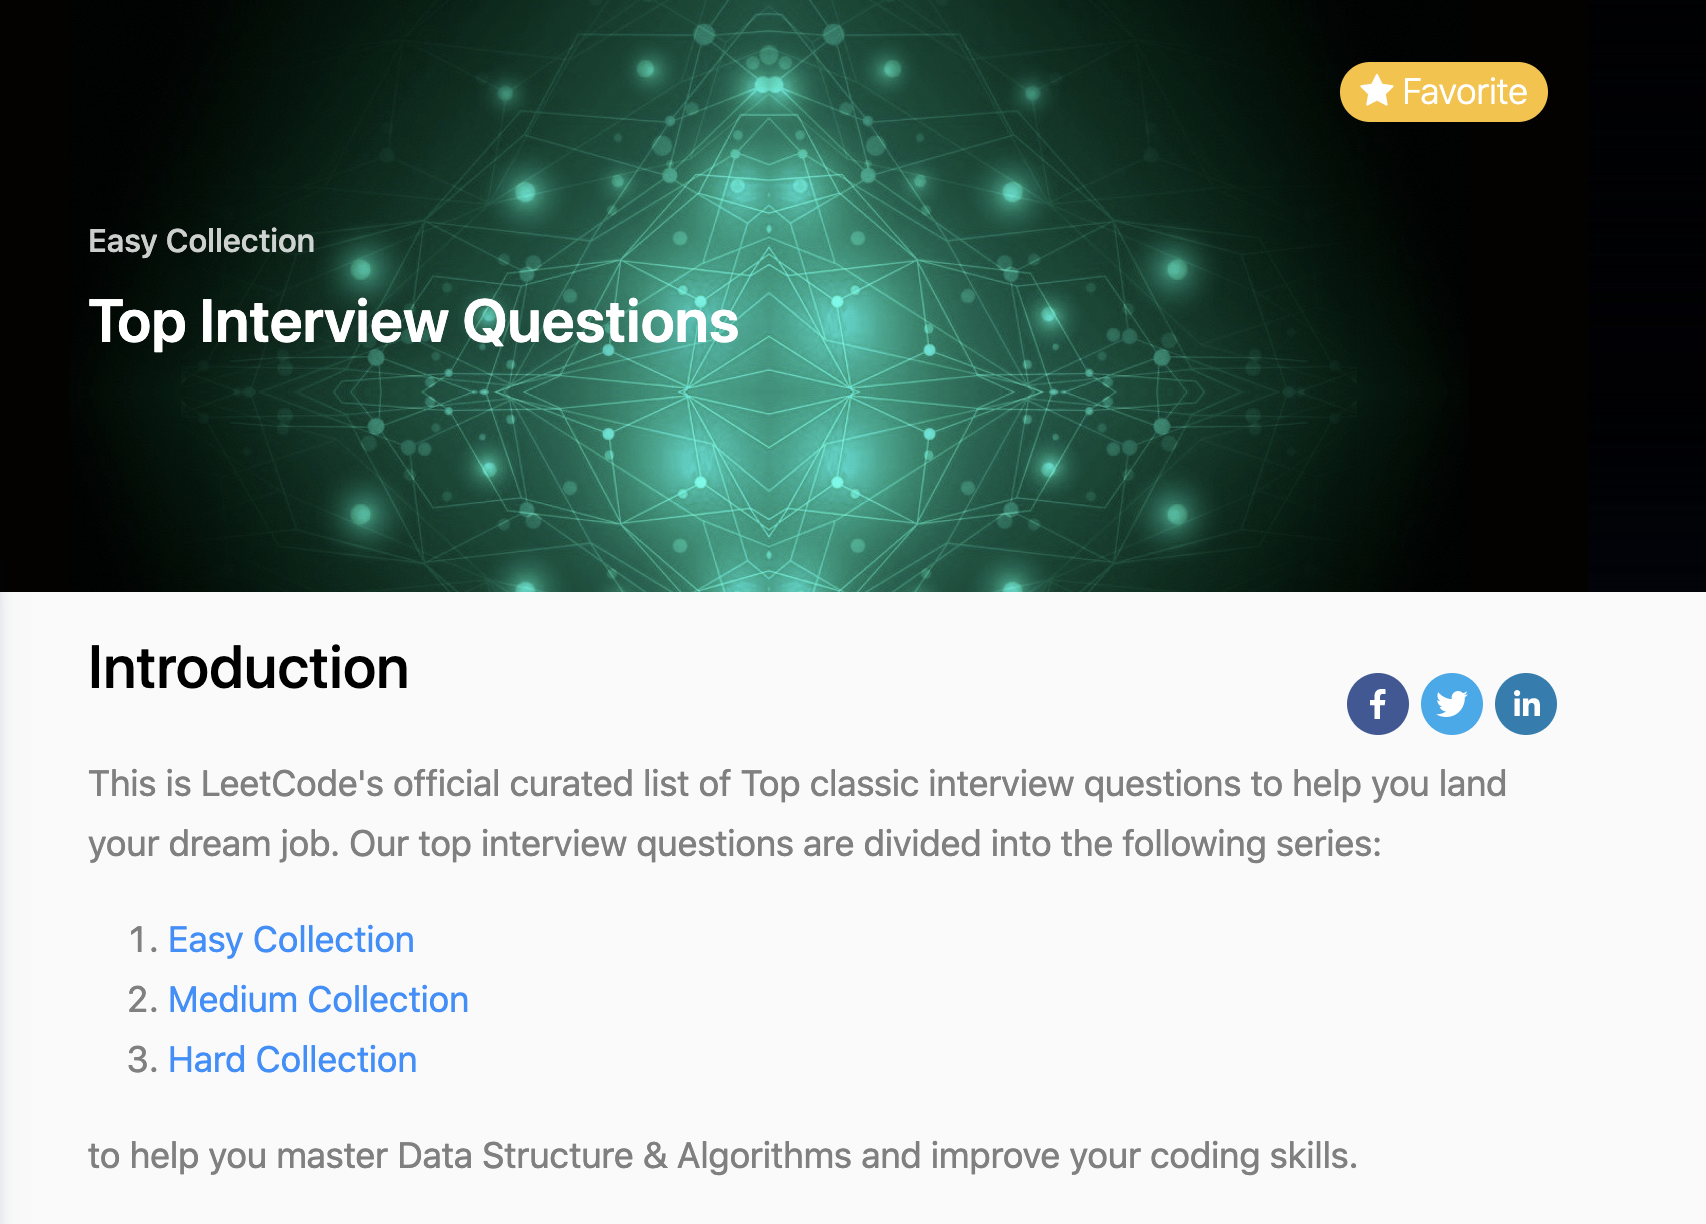 Favorite
Easy Collection
Top Interview Questions
Introduction
f
in
This is LeetCode's official curated list of Top classic interview questions to help you land
your dream job. Our top interview questions are divided into the following series:
1. Easy Collection
2. Medium Collection
3. Hard Collection
to help you master Data Structure & Algorithms and improve your coding skills.